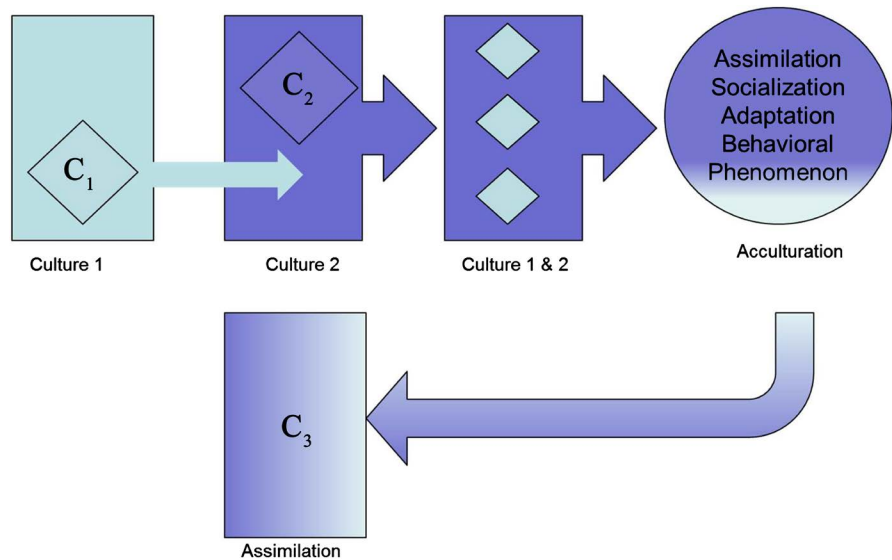 C₁
C₂
Assimilation
Socialization
Adaptation
Behavioral
Phenomenon
Culture 1
Culture 2
Culture 1 & 2
Acculturation
C₃
Assimilation